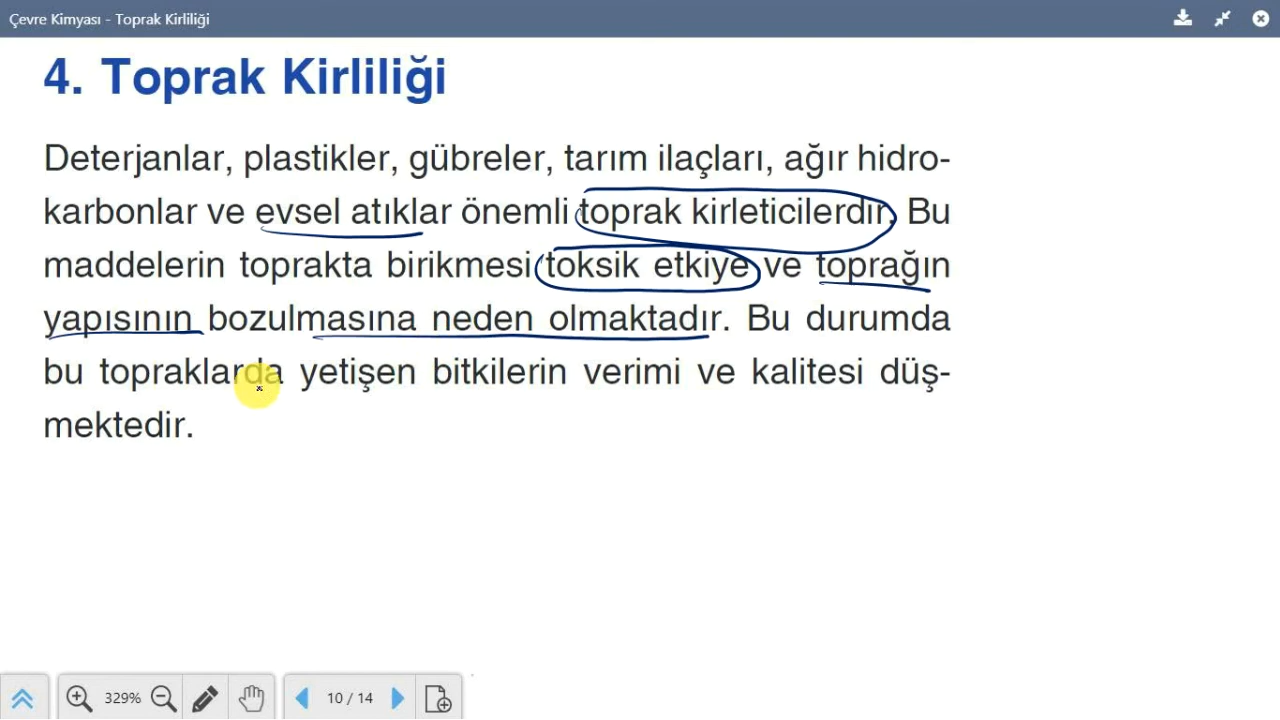 Çevre Kimyası - Toprak Kirliliği
4. Toprak Kirliliği
Deterjanlar, plastikler, gübreler, tarım ilaçları, ağır hidro-
karbonlar ve evsel atıklar önemli toprak kirleticilerdir. Bu
maddelerin toprakta birikmesi toksik etkiye ve toprağın
yapısının bozulmasına neden olmaktadır. Bu durumda
bu topraklarda yetişen bitkilerin verimi ve kalitesi düş-
mektedir.
329%
10 / 14